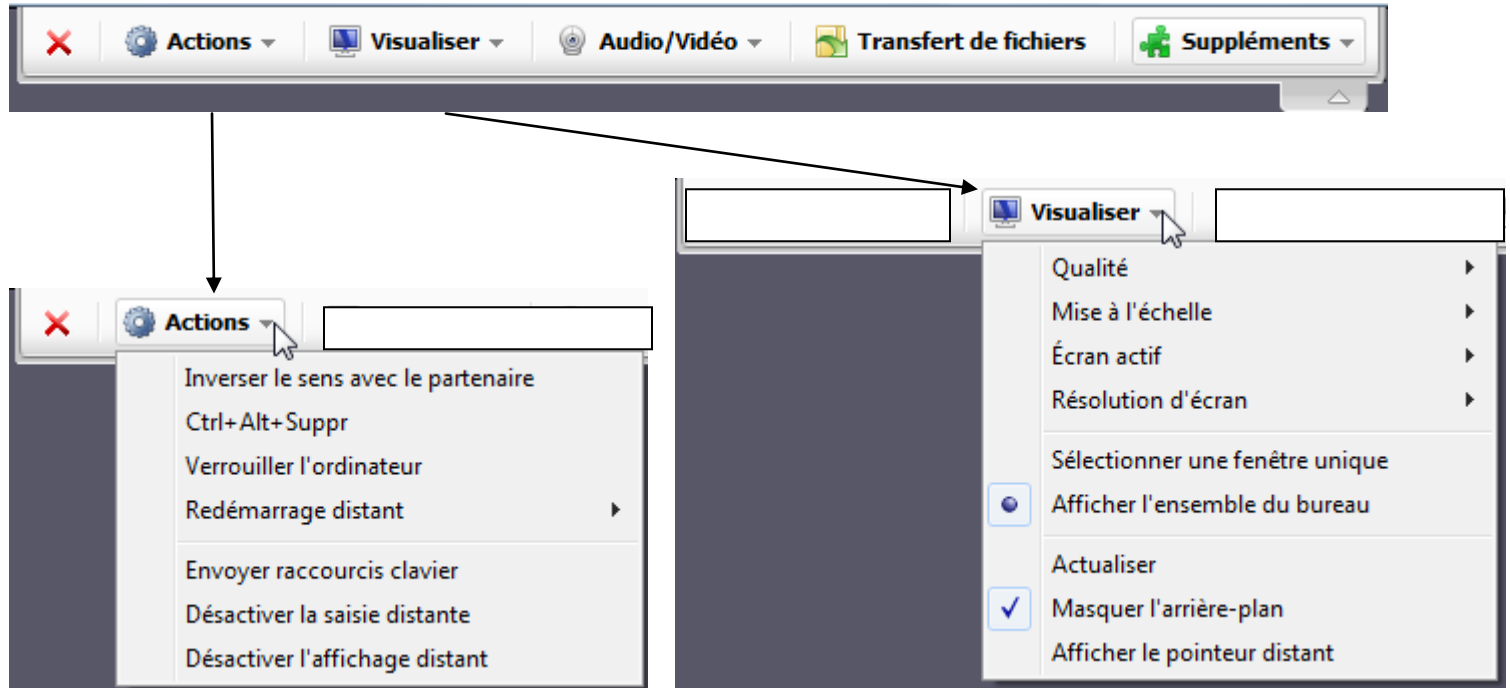 Actions Visualiser Audio/Vidéo Transfert de fichiers Suppléments
Actions
Inverser le sens avec le partenaire
Ctrl+Alt+Suppr
Verrouiller l'ordinateur
Redémarrage distant
Envoyer raccourcis clavier
Désactiver la saisie distante
Désactiver l'affichage distant
Visualiser
Qualité
Mise à l'échelle
Écran actif
Résolution d'écran
Sélectionner une fenêtre unique
Afficher l'ensemble du bureau
Actualiser
Masquer l'arrière-plan
Afficher le pointeur distant